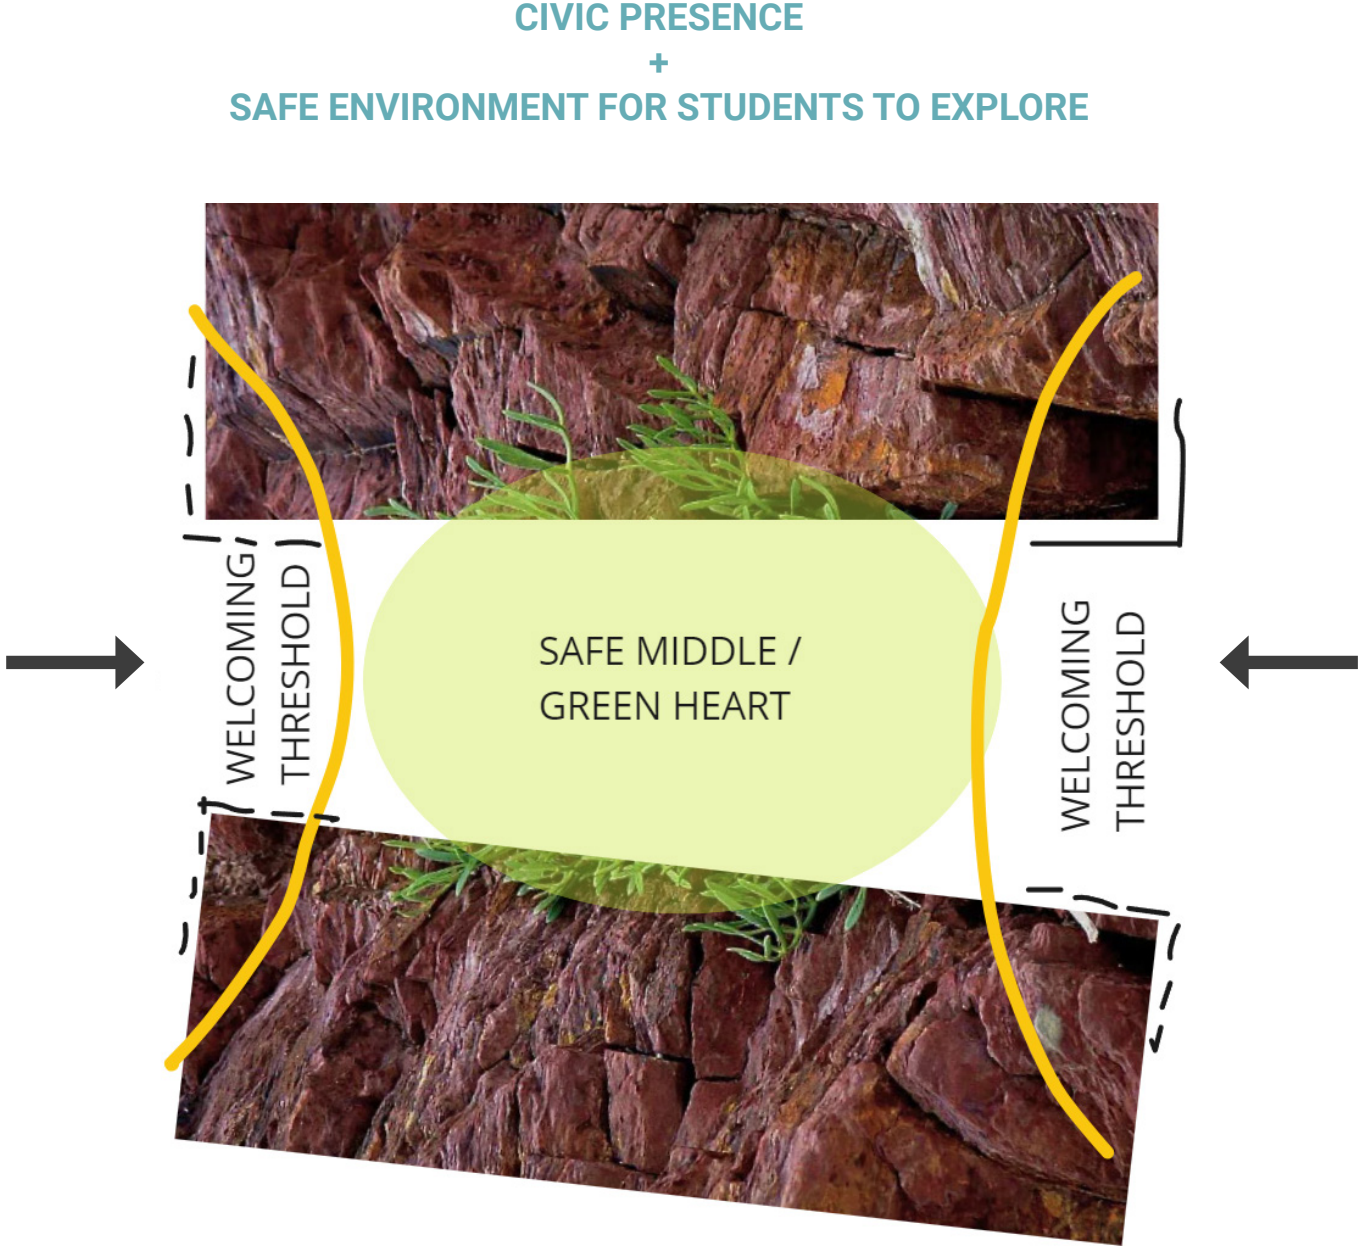 CIVIC PRESENCE
+
SAFE ENVIRONMENT FOR STUDENTS TO EXPLORE
WELCOMING
THRESHOLD
SAFE MIDDLE /
GREEN HEART
WELCOMING
THRESHOLD